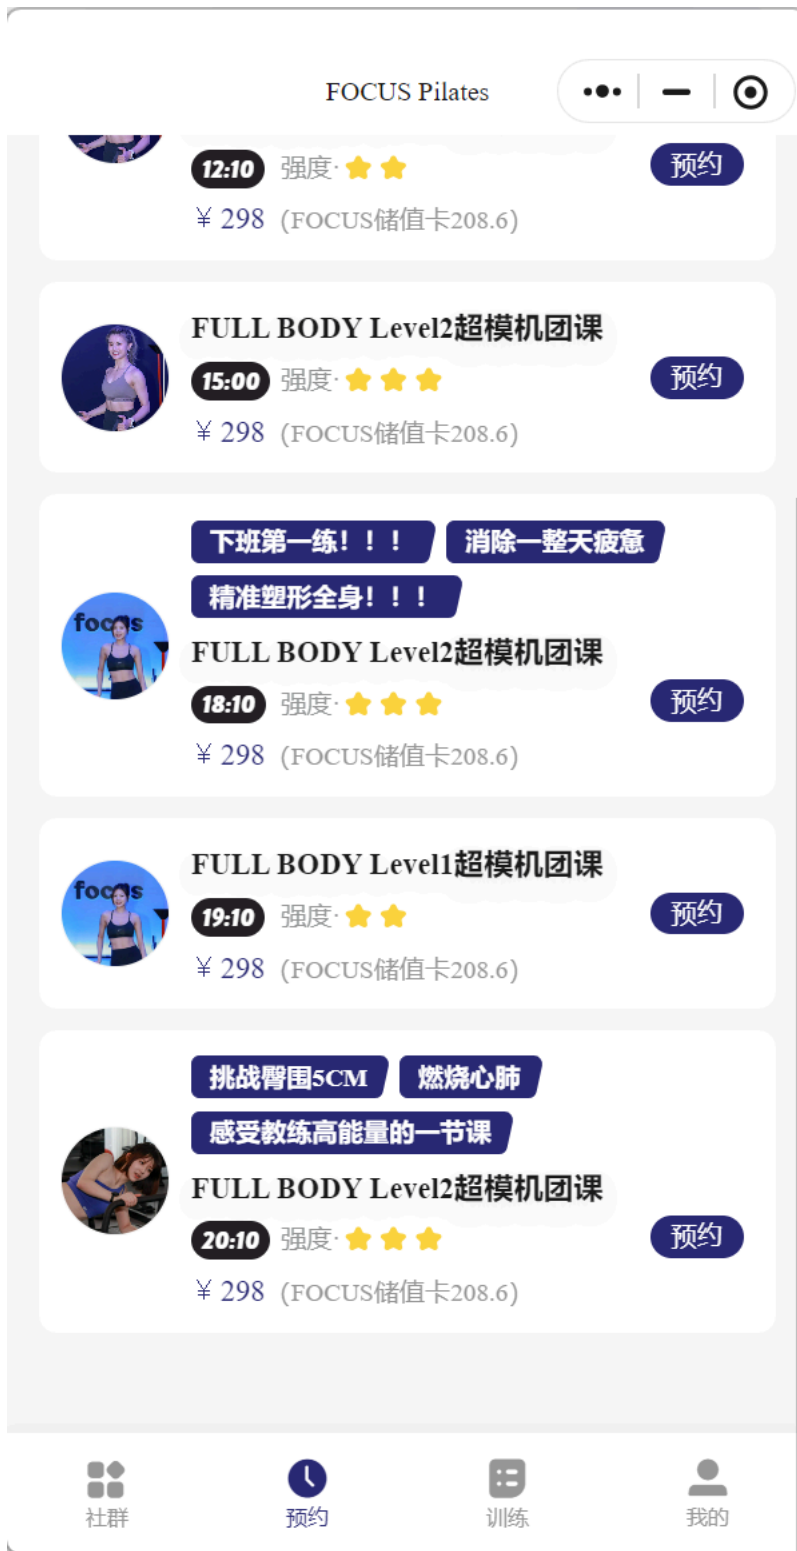 FOCUS Pilates
12:10 强度· 预约
￥298 (FOCUS储值卡208.6)
FULL BODY Level2超模机团课
15:00 强度· 预约
￥298 (FOCUS储值卡208.6)
下班第一练！！！ 消除一整天疲惫
精准塑形全身！！！
focus
FULL BODY Level2超模机团课
18:10 强度· 预约
￥298 (FOCUS储值卡208.6)
FULL BODY Level1超模机团课
focus
19:10 强度· 预约
￥298 (FOCUS储值卡208.6)
挑战臀围5CM 燃烧心肺
感受教练高能量的一节课
FULL BODY Level2超模机团课
20:10 强度· 预约
￥298 (FOCUS储值卡208.6)
社群 预约 训练 我的